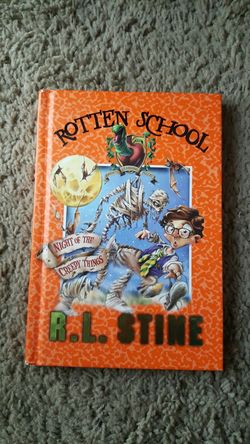 ROTTEN SCHOOL
NIGHT OF THE
CREEPY THINGS
R.L. STINE